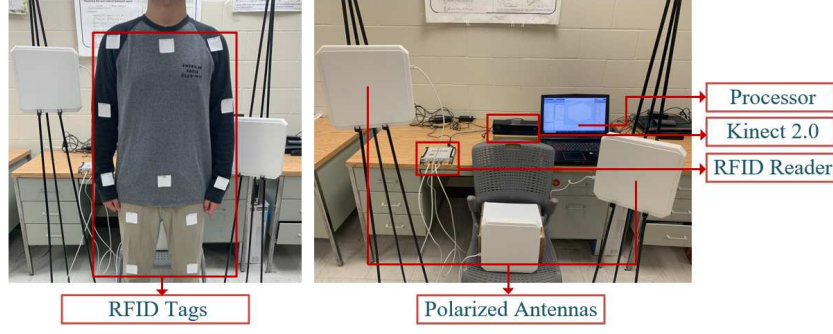 Processor
Kinect 2.0
RFID Reader
RFID Tags
Polarized Antennas